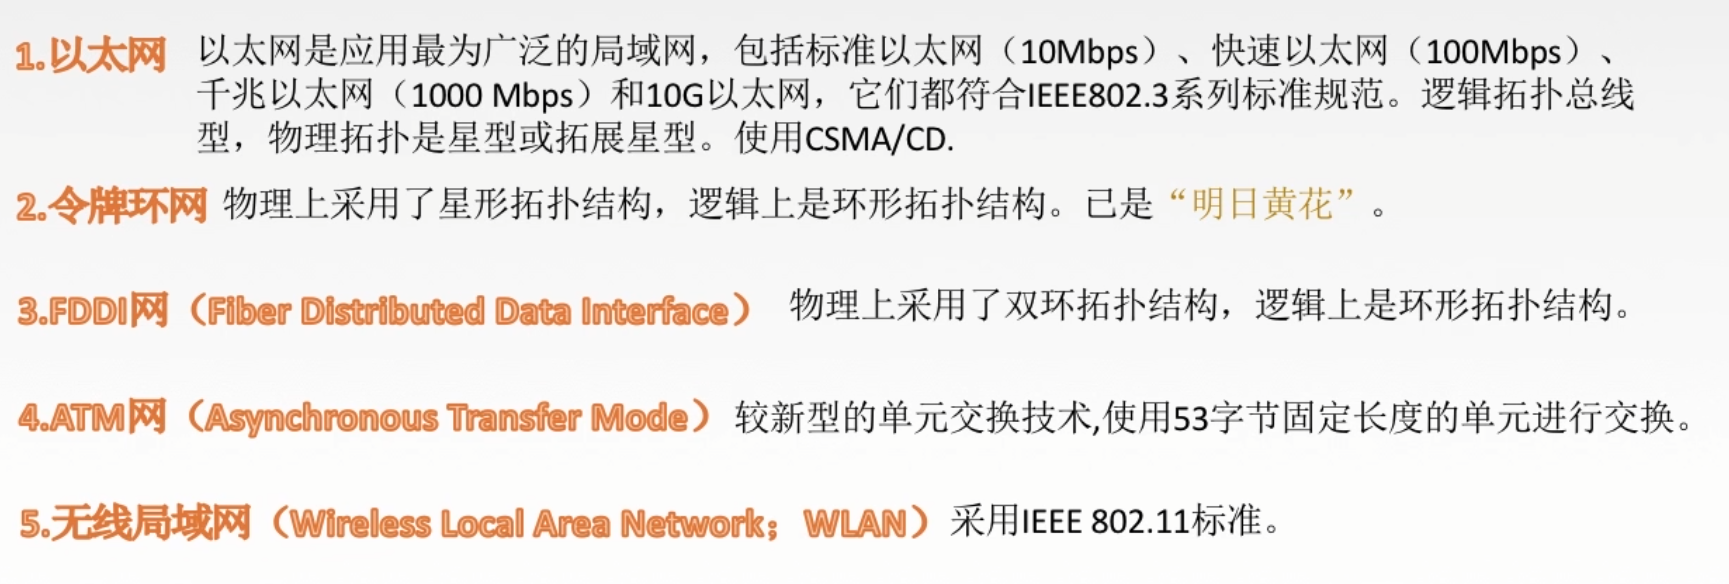 1.以太网 以太网是应用最为广泛的局域网，包括标准以太网（10Mbps）、快速以太网（100Mbps）、
千兆以太网（1000 Mbps）和10G以太网，它们都符合IEEE802.3系列标准规范。逻辑拓扑总线
型，物理拓扑是星型或拓展星型。使用CSMA/CD.
2.令牌环网 物理上采用了星形拓扑结构，逻辑上是环形拓扑结构。已是“明日黄花”。
3.FDDI网（Fiber Distributed Data Interface） 物理上采用了双环拓扑结构，逻辑上是环形拓扑结构。
4.ATM网（Asynchronous Transfer Mode）较新型的单元交换技术,使用53字节固定长度的单元进行交换。
5.无线局域网（Wireless Local Area Network；WLAN）采用IEEE 802.11标准。